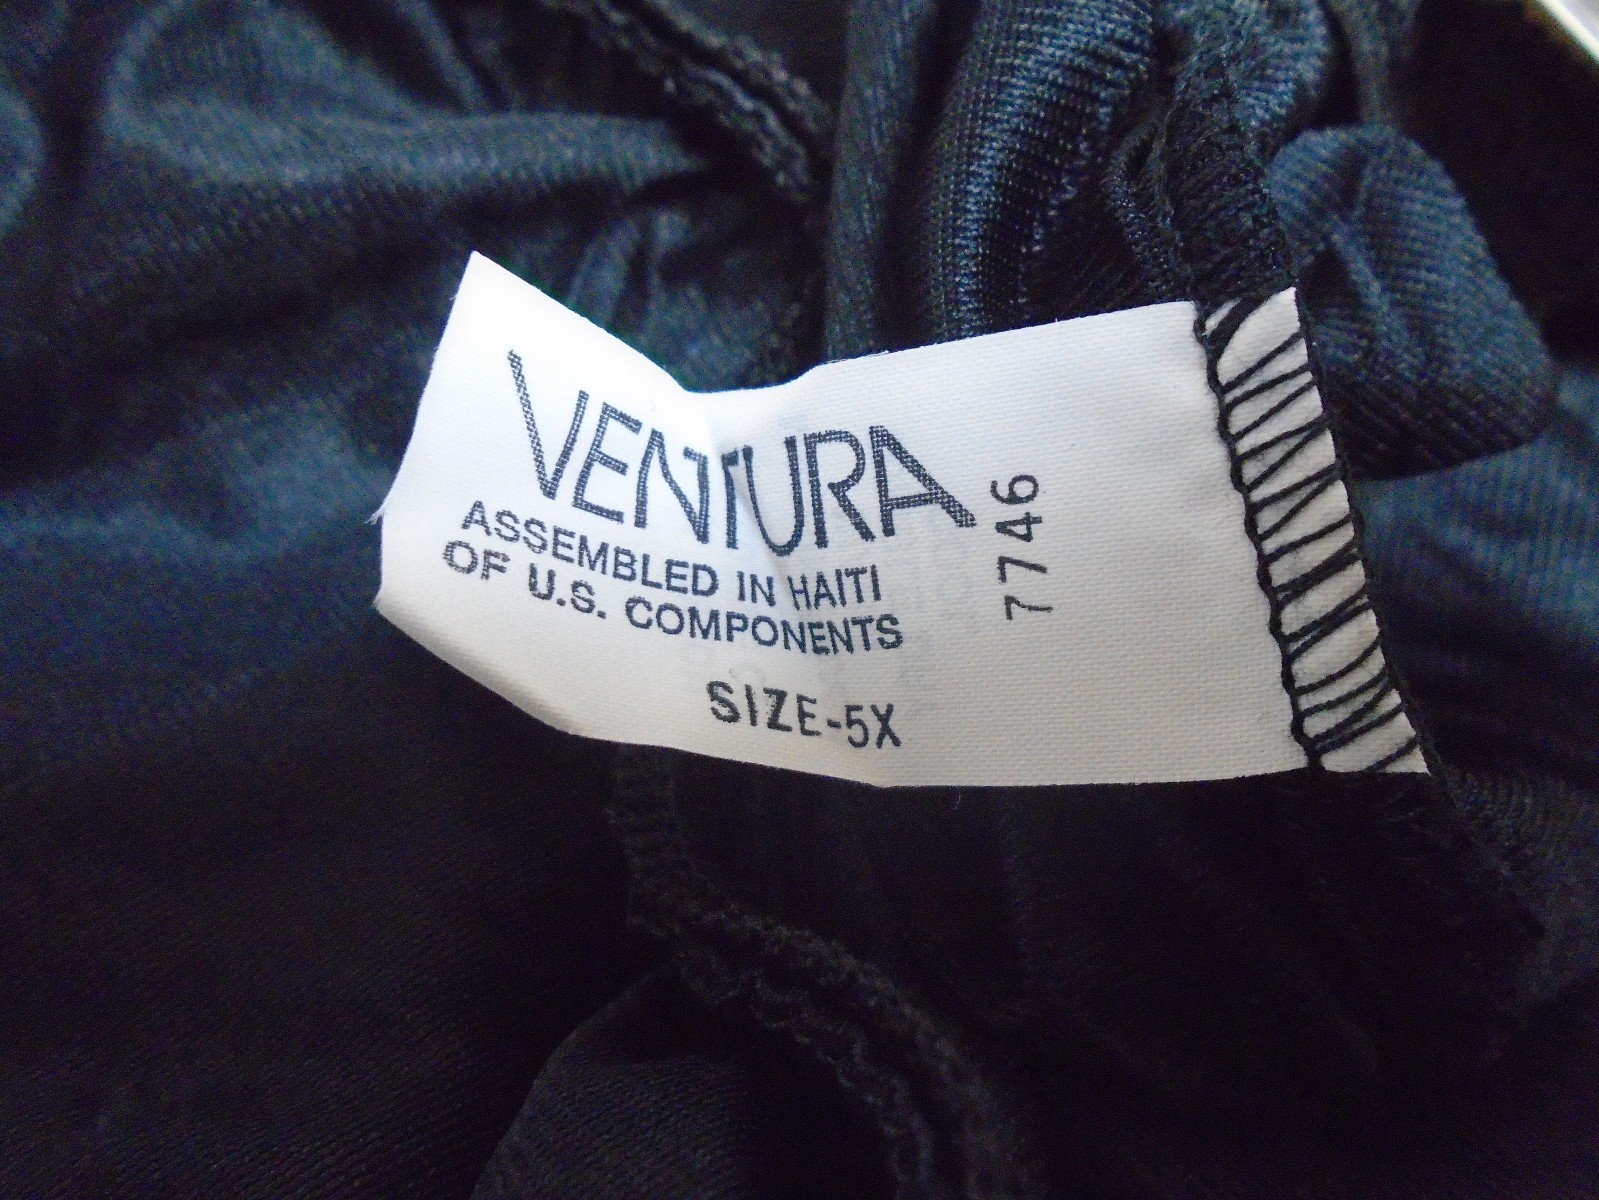 VENTURA
ASSEMBLED IN HAITI
OF U.S. COMPONENTS
SIZE-5X
7746